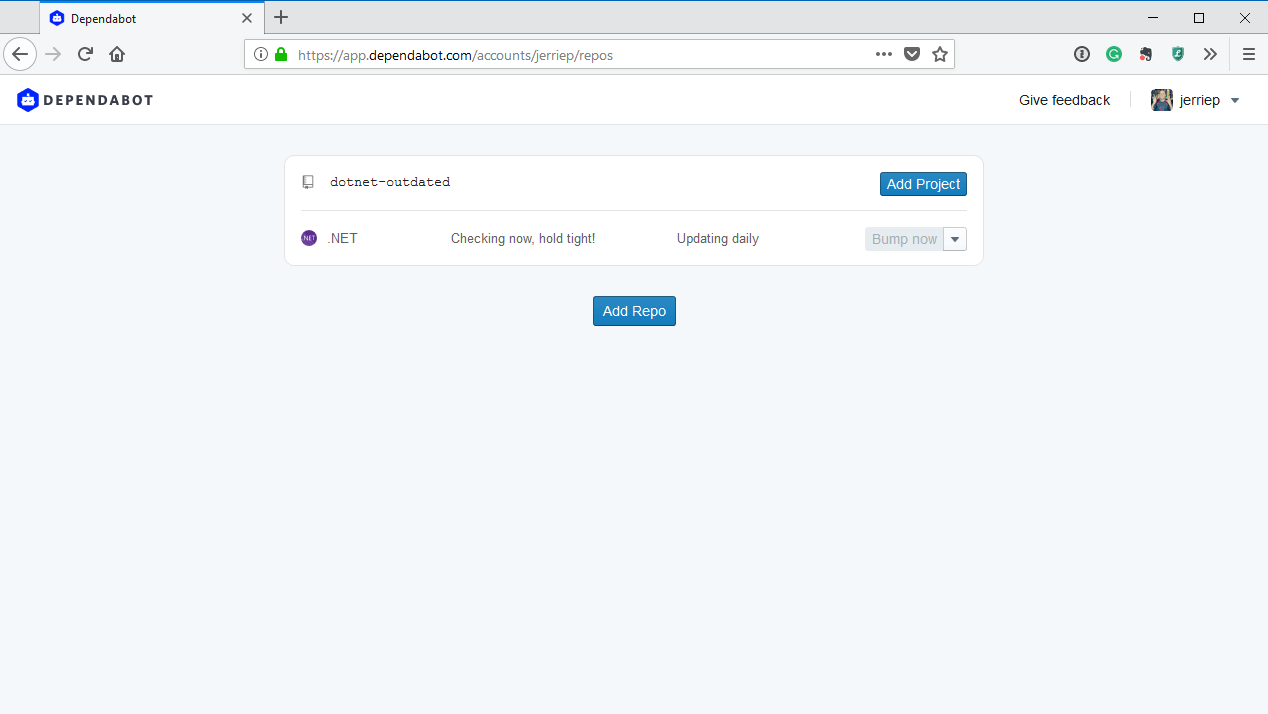 Dependabot
https://app.dependabot.com/accounts/jerriep/repos
DEPENDABOT
Give feedback
jerriep
dotnet-outdated
Add Project
NET
.NET
Checking now, hold tight!
Updating daily
Bump now
Add Repo